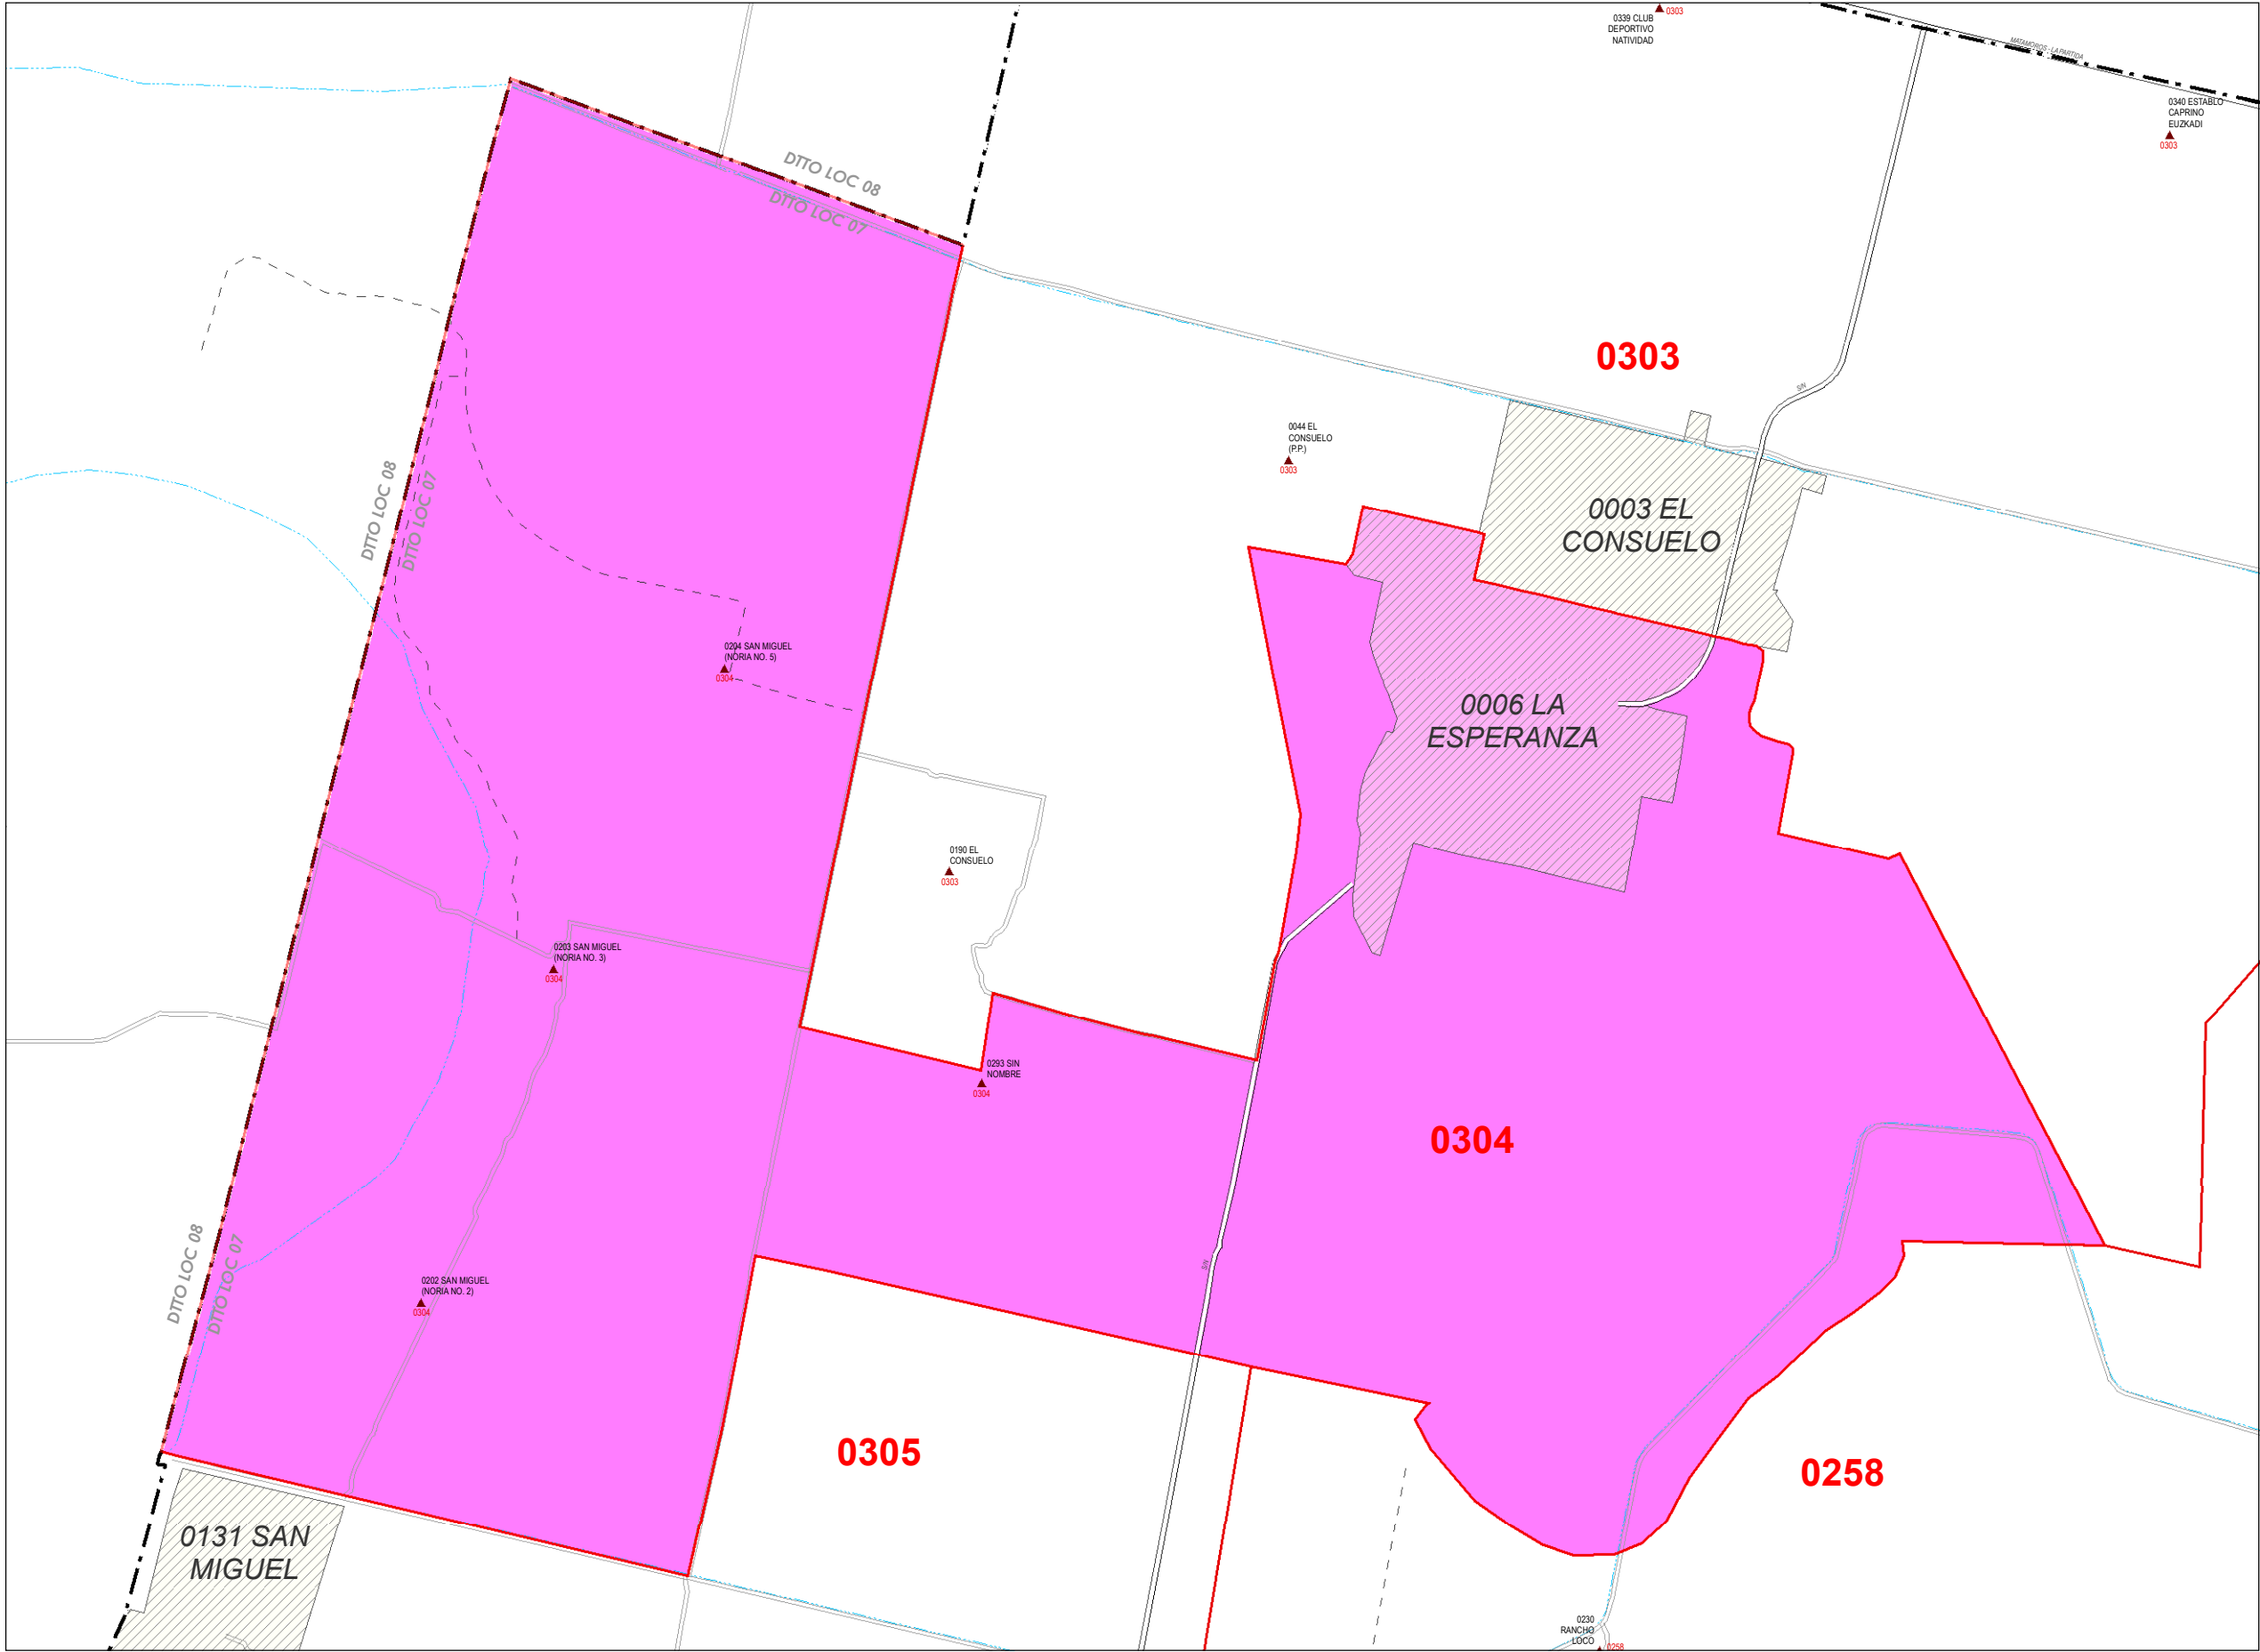 0339 CLUB
DEPORTIVO
NATIVIDAD
0303
MATAMOROS - LA PARTIDA
0340 ESTABLO
CAPRINO
EUZKADI
0303
DTTO LOC 08
DTTO LOC 07
0303
S/N
0044 EL
CONSUELO
(P.P.)
0303
0003 EL
CONSUELO
DTTO LOC 08
DTTO LOC 07
0204 SAN MIGUEL
(NORIA NO. 5)
0304
0006 LA
ESPERANZA
0190 EL
CONSUELO
0303
0203 SAN MIGUEL
(NORIA NO. 3)
0304
0293 SIN
NOMBRE
0304
0304
DTTO LOC 08
DTTO LOC 07
S/N
0202 SAN MIGUEL
(NORIA NO. 2)
0304
0305
0258
0131 SAN
MIGUEL
0230
RANCHO
LOCO
0258